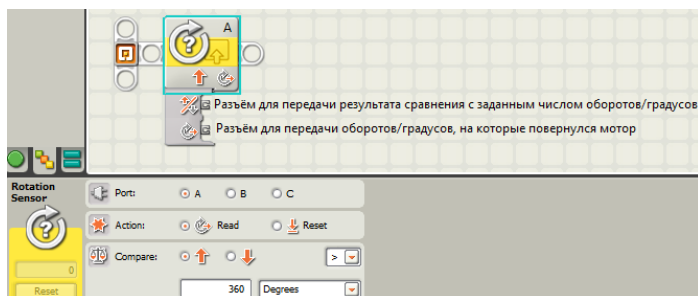 A
Разъём для передачи результата сравнения с заданным числом оборотов/градусов
Разъём для передачи оборотов/градусов, на которые повернулся мотор
Rotation
Sensor
0
Reset
Port: A B C
Action: Read Reset
Compare: >
360 Degrees